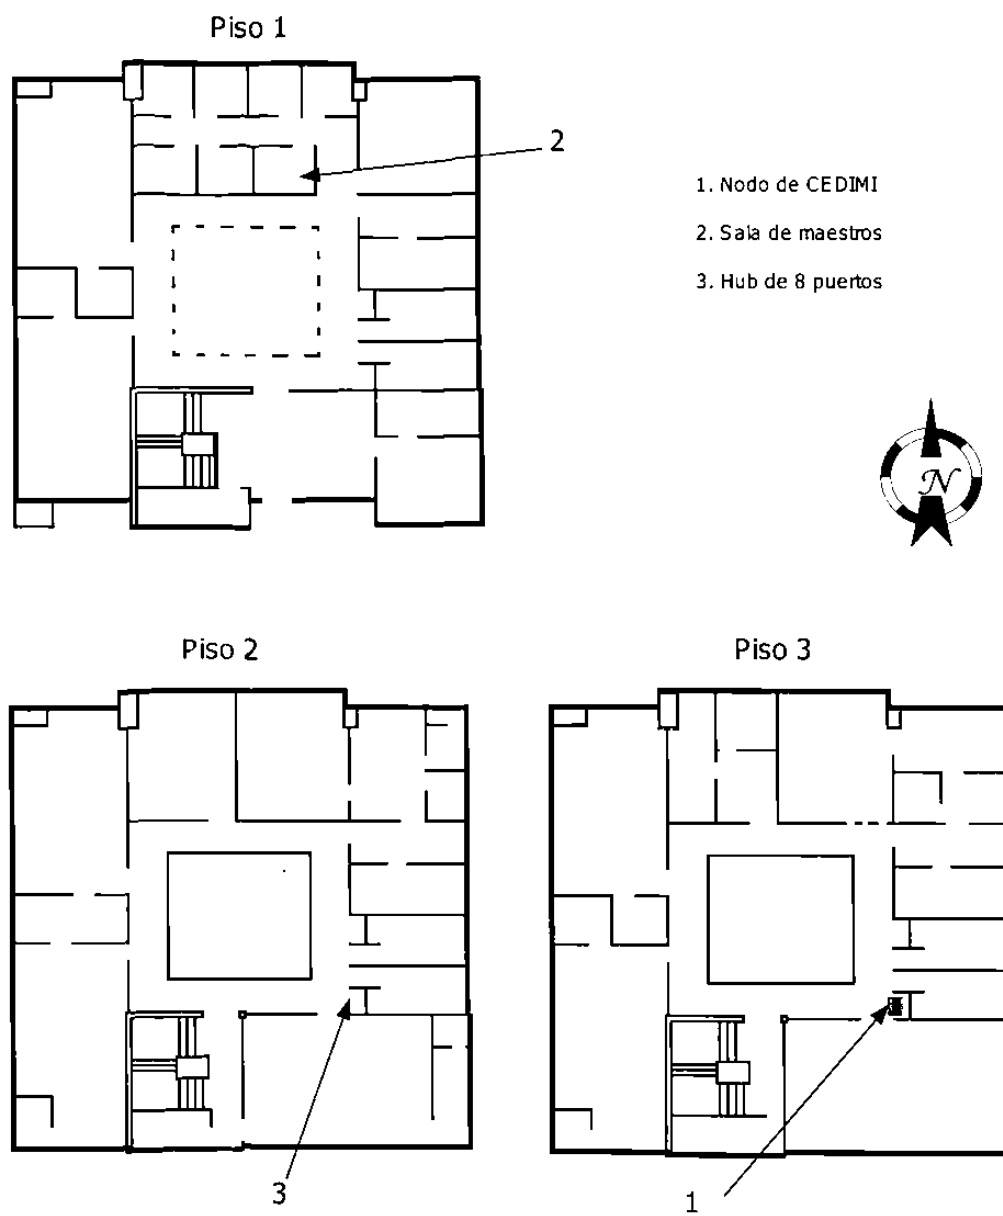 Piso 1
2
1. Nodo de CEDIMI
2. Sala de maestros
3. Hub de 8 puertos
N
Piso 2
Piso 3
3
1